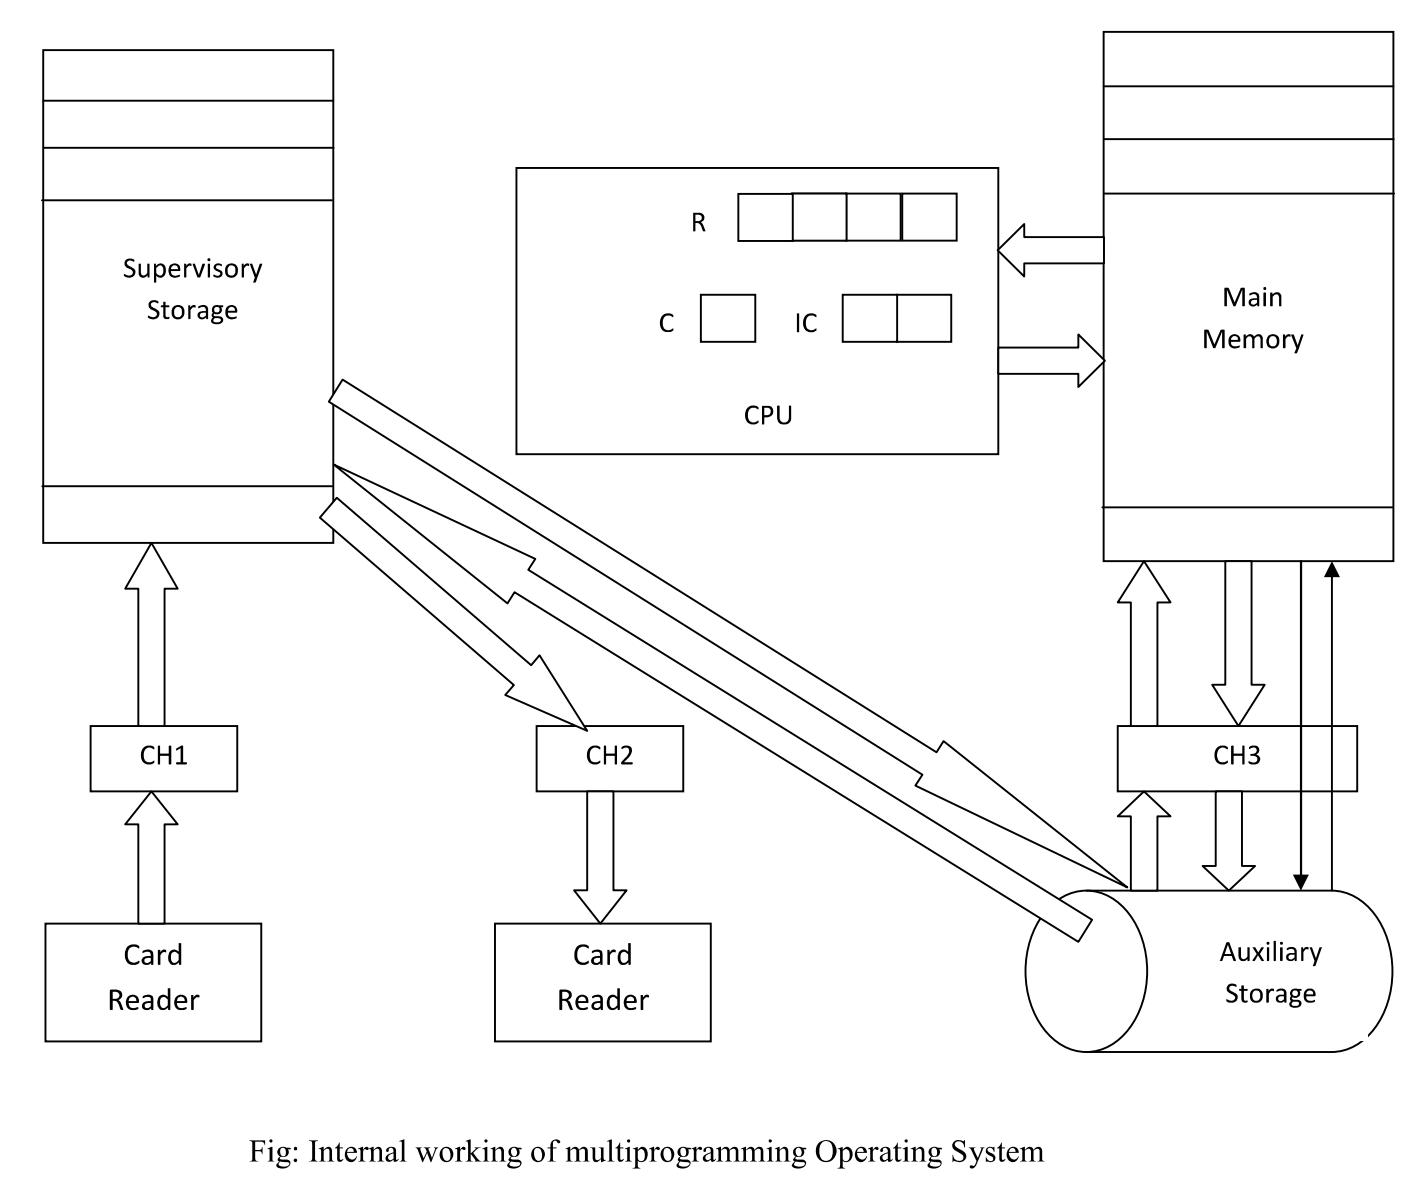 Supervisory
Storage
R
C
IC
CPU
Main
Memory
CH1
CH2
CH3
Card
Reader
Card
Reader
Auxiliary
Storage
Fig: Internal working of multiprogramming Operating System